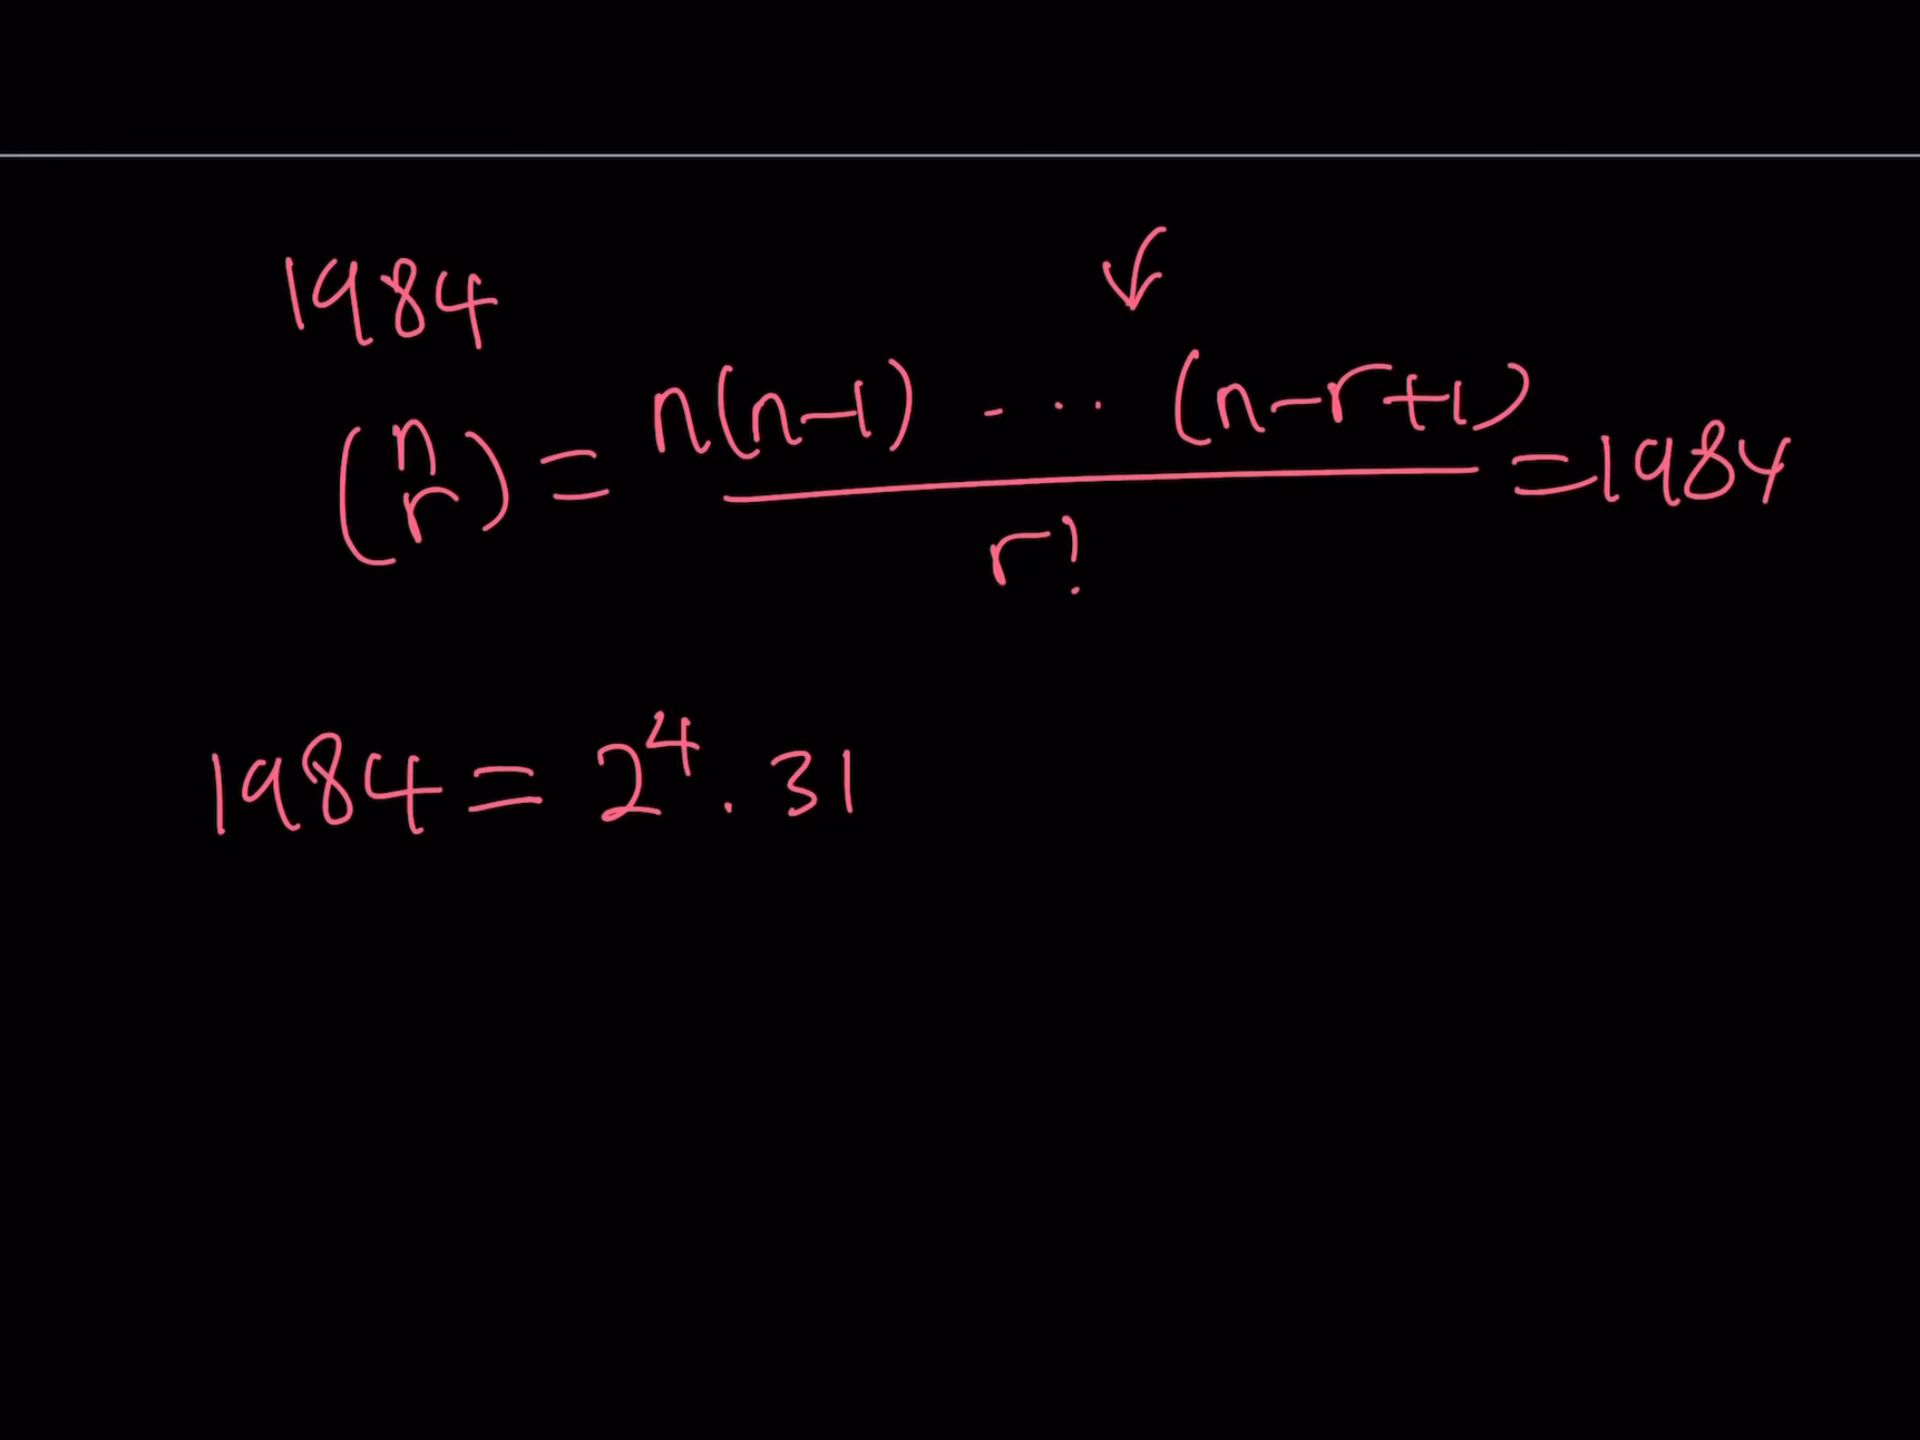 1984
(n r) = n(n-1) - ·· (n-r+1) / r! = 1984
1984 = 2^4 . 31